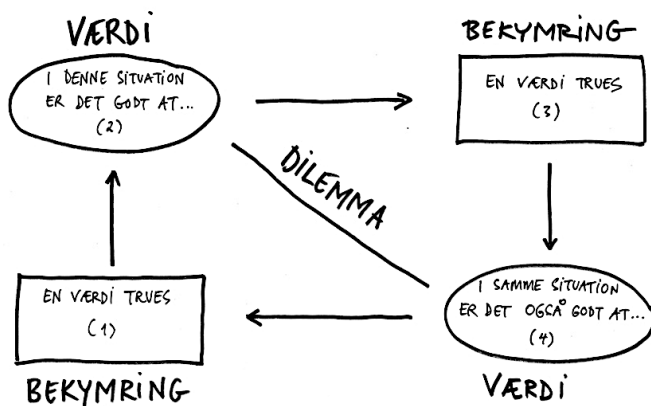 VÆRDI
I DENNE SITUATION
ER DET GODT AT...
(2)
BEKYMRING
EN VÆRDI TRUES
(3)
DILEMMA
EN VÆRDI TRUES
(1)
BEKYMRING
I SAMME SITUATION
ER DET OGSÅ GODT AT...
(4)
VÆRDI